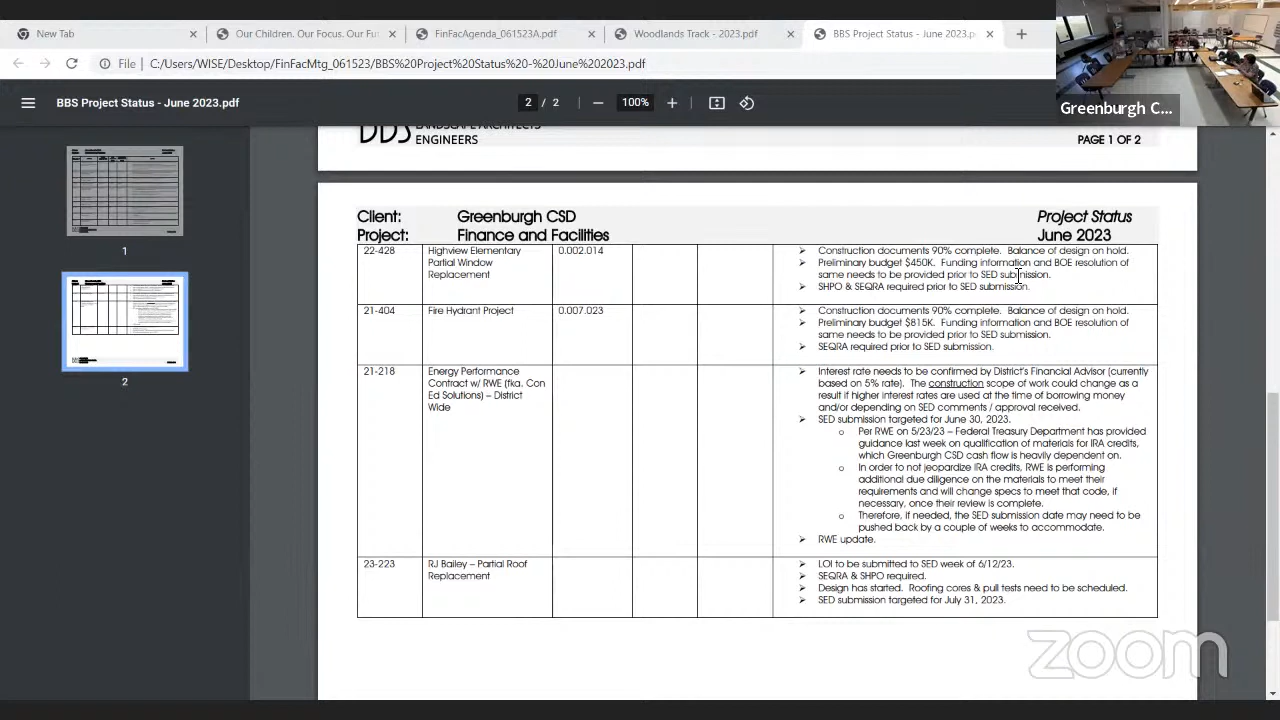 New Tab
Our Children. Our Focus. Our Fu
FinFacAgenda_061523A.pdf
Woodlands Track - 2023.pdf
BBS Project Status - June 2023.p
File | C:/Users/WISE/Desktop/FinFacMtg_061523/BBS%20Project%20Status%20-%20June%202023.pdf
Greenburgh C...
BBS Project Status - June 2023.pdf
2 / 2
100%
LANDSCAPE ARCHITECTS
ENGINEERS
PAGE 1 OF 2
1
2
Client: Greenburgh CSD Project Status
Project: Finance and Facilities June 2023
22-428 Highview Elementary 0.002.014 Construction documents 90% complete. Balance of design on hold.
Partial Window Preliminary budget $450K. Funding information and BOE resolution of
Replacement same needs to be provided prior to SED submission.
SHPO & SEQRA required prior to SED submission.
21-404 Fire Hydrant Project 0.007.023 Construction documents 90% complete. Balance of design on hold.
Preliminary budget $815K. Funding information and BOE resolution of
same needs to be provided prior to SED submission.
SEQRA required prior to SED submission.
21-218 Energy Performance Interest rate needs to be confirmed by District's Financial Advisor (currently
Contract w/ RWE (fka. Con based on 5% rate). The construction scope of work could change as a
Ed Solutions) – District result if higher interest rates are used at the time of borrowing money
Wide and/or depending on SED comments / approval received.
SED submission targeted for June 30, 2023.
o Per RWE on 5/23/23 – Federal Treasury Department has provided
guidance last week on qualification of materials for IRA credits,
which Greenburgh CSD cash flow is heavily dependent on.
o In order to not jeopardize IRA credits, RWE is performing
additional due diligence on the materials to meet their
requirements and will change specs to meet that code, if
necessary, once their review is complete.
o Therefore, if needed, the SED submission date may need to be
pushed back by a couple of weeks to accommodate.
RWE update.
23-223 RJ Bailey – Partial Roof LOI to be submitted to SED week of 6/12/23.
Replacement SEQRA & SHPO required.
Design has started. Roofing cores & pull tests need to be scheduled.
SED submission targeted for July 31, 2023.
zoom